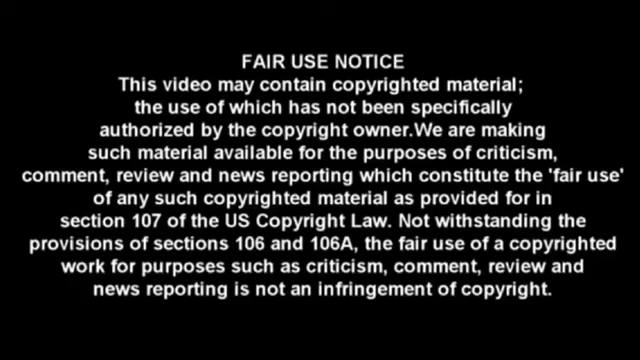 FAIR USE NOTICE
This video may contain copyrighted material;
the use of which has not been specifically
authorized by the copyright owner.We are making
such material available for the purposes of criticism,
comment, review and news reporting which constitute the 'fair use'
of any such copyrighted material as provided for in
section 107 of the US Copyright Law. Not withstanding the
provisions of sections 106 and 106A, the fair use of a copyrighted
work for purposes such as criticism, comment, review and
news reporting is not an infringement of copyright.